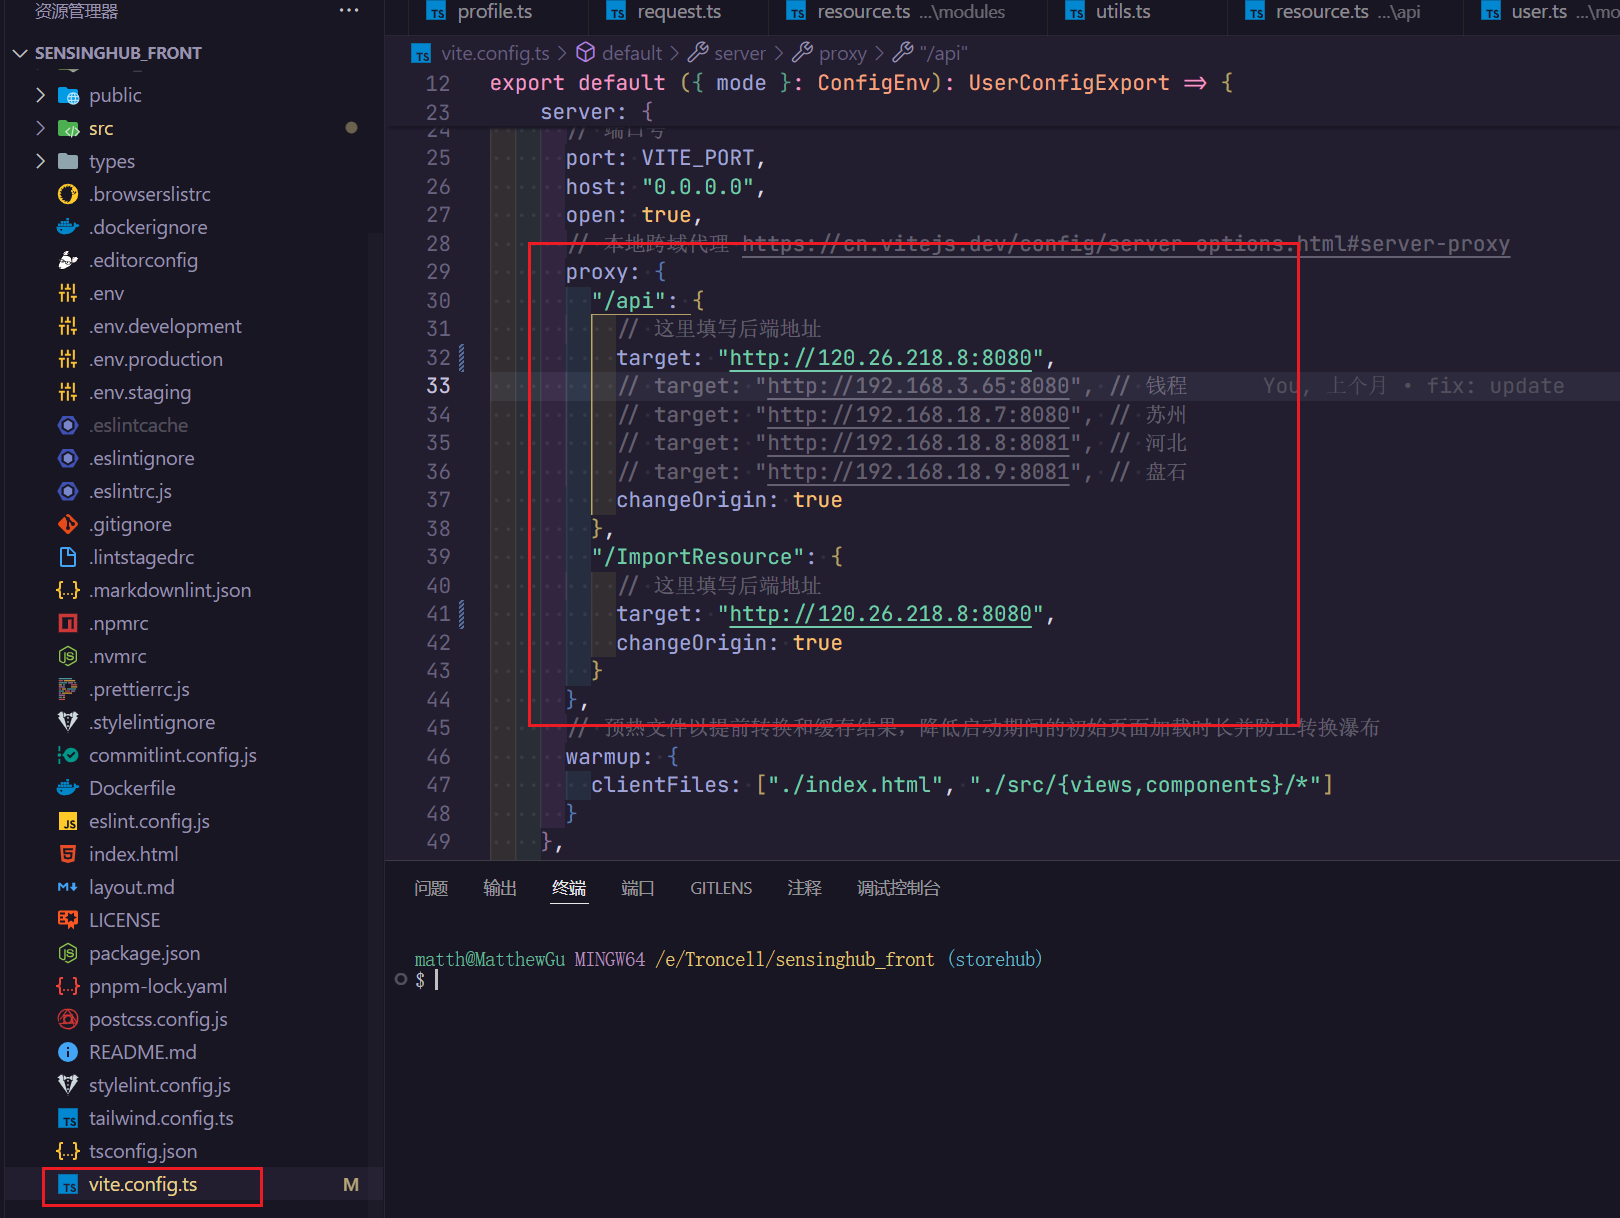 资源管理器
SENSINGHUB_FRONT
public
src
types
.browserslistrc
.dockerignore
.editorconfig
.env
.env.development
.env.production
.env.staging
.eslintcache
.eslintignore
.eslintrc.js
.gitignore
.lintstagedrc
.markdownlint.json
.npmrc
.nvmrc
.prettierrc.js
.stylelintignore
commitlint.config.js
Dockerfile
eslint.config.js
index.html
layout.md
LICENSE
package.json
pnpm-lock.yaml
postcss.config.js
README.md
stylelint.config.js
tailwind.config.ts
tsconfig.json
vite.config.ts M
profile.ts request.ts resource.ts ...\modules utils.ts resource.ts ...\api user.ts ...\mo
vite.config.ts > default > server > proxy > "/api"
12 export default ({ mode }: ConfigEnv): UserConfigExport => {
23 server: {
24 // 端口号
25 port: VITE_PORT,
26 host: "0.0.0.0",
27 open: true,
28 // 本地跨域代理 https://cn.vitejs.dev/config/server-options.html#server-proxy
29 proxy: {
30 "/api": {
31 // 这里填写后端地址
32 target: "http://120.26.218.8:8080",
33 // target: "http://192.168.3.65:8080", // 钱程 You, 上个月 • fix: update
34 // target: "http://192.168.18.7:8080", // 苏州
35 // target: "http://192.168.18.8:8081", // 河北
36 // target: "http://192.168.18.9:8081", // 盘石
37 changeOrigin: true
38 },
39 "/ImportResource": {
40 // 这里填写后端地址
41 target: "http://120.26.218.8:8080",
42 changeOrigin: true
43 }
44 },
45 // 预热文件以提前转换和缓存结果，降低启动期间的初始页面加载时长并防止转换瀑布
46 warmup: {
47 clientFiles: ["./index.html", "./src/{views,components}/*"]
48 }
49 },
问题 输出 终端 端口 GITLENS 注释 调试控制台
matth@MatthewGu MINGW64 /e/Troncell/sensinghub_front (storehub)
$